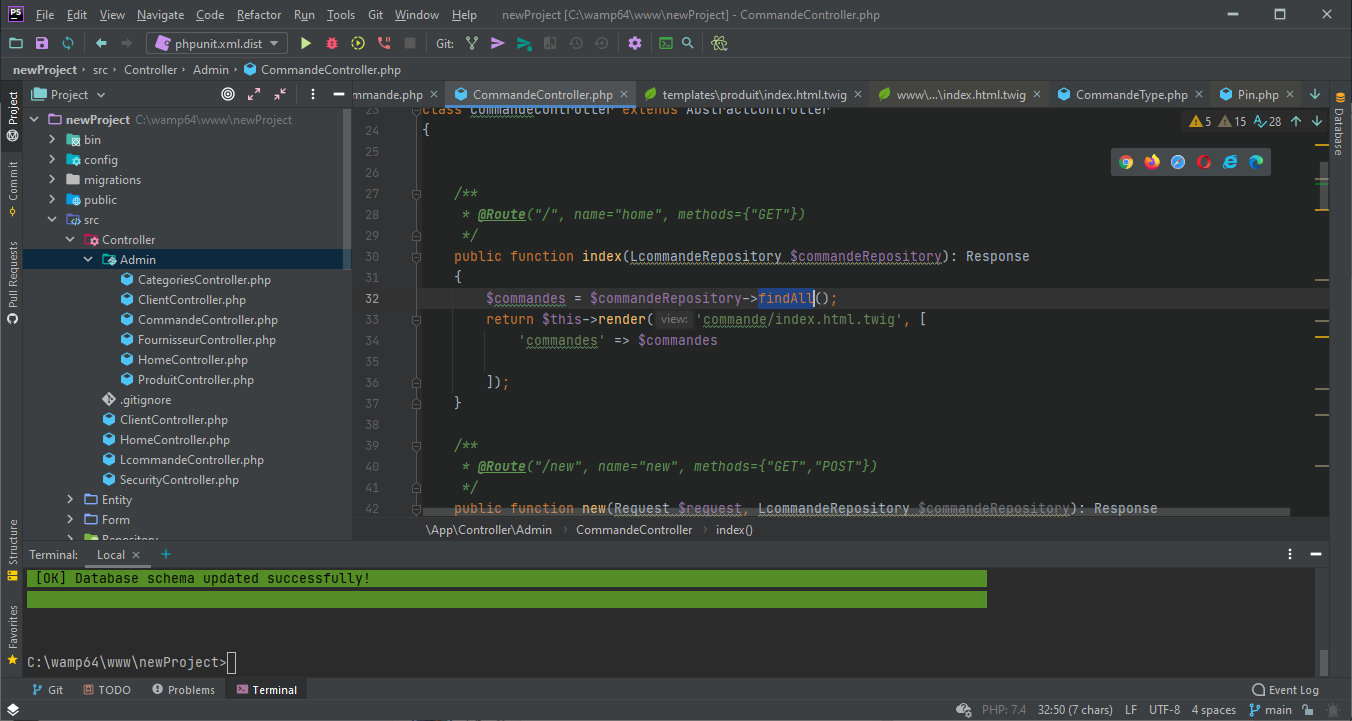 PS File Edit View Navigate Code Refactor Run Tools Git Window Help newProject [C:\wamp64\www\newProject] - CommandeController.php
phpunit.xml.dist Git:
newProject › src › Controller › Admin › CommandeController.php
Project
Commit
Pull Requests
Structure
Favorites
Project
newProject C:\wamp64\www\newProject
bin
config
migrations
public
src
Controller
Admin
CategoriesController.php
ClientController.php
CommandeController.php
FournisseurController.php
HomeController.php
ProduitController.php
.gitignore
ClientController.php
HomeController.php
LcommandeController.php
SecurityController.php
Entity
Form
Repository
mmande.php CommandeController.php templates\produit\index.html.twig www\...\index.html.twig CommandeType.php Pin.php
5 15 28
Database
23 class CommandeController extends AbstractController
24 {
25
26
27 /**
28 * @Route("/", name="home", methods={"GET"})
29 */
30 public function index(LcommandeRepository $commandeRepository): Response
31 {
32 $commandes = $commandeRepository->findAll();
33 return $this->render( view: 'commande/index.html.twig', [
34 'commandes' => $commandes
35
36 ]);
37 }
38
39 /**
40 * @Route("/new", name="new", methods={"GET","POST"})
41 */
42 public function new(Request $request, LcommandeRepository $commandeRepository): Response
\App\Controller\Admin › CommandeController › index()
Terminal: Local
[OK] Database schema updated successfully!
C:\wamp64\www\newProject>
Git TODO Problems Terminal Event Log
PHP: 7.4 32:50 (7 chars) LF UTF-8 4 spaces main